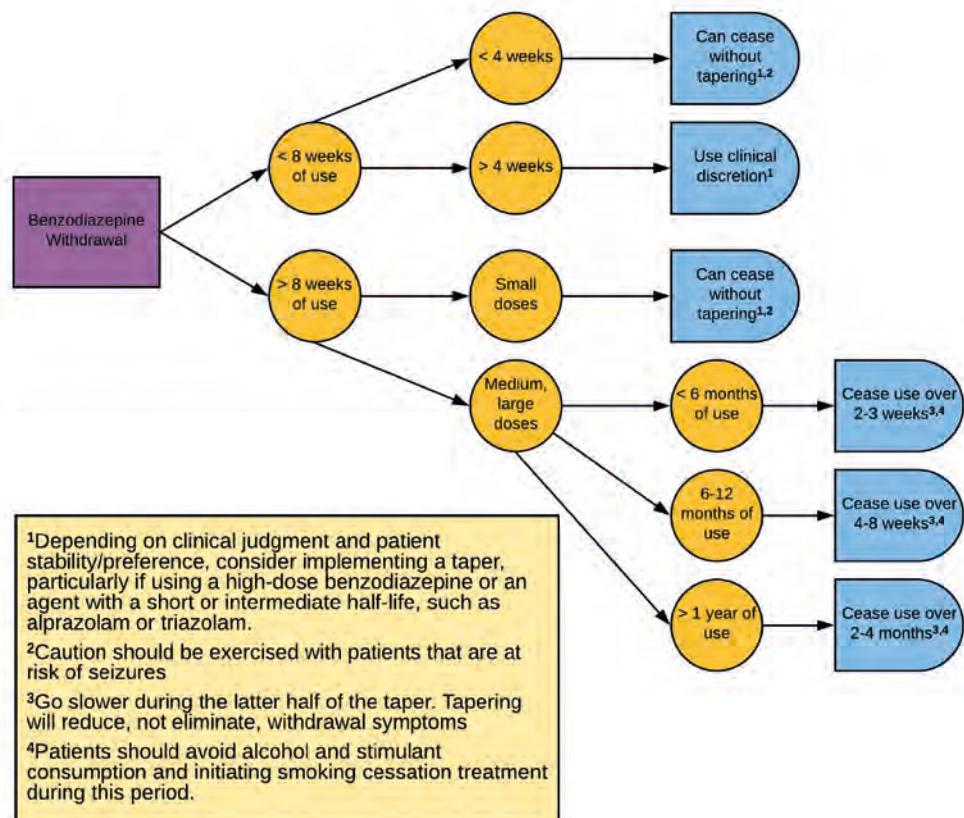 Benzodiazepine
Withdrawal
< 8 weeks
of use
< 4 weeks
Can cease
without
tapering1,2
> 4 weeks
Use clinical
discretion1
> 8 weeks
of use
Small
doses
Can cease
without
tapering1,2
Medium,
large
doses
< 6 months
of use
Cease use over
2-3 weeks3,4
6-12
months of
use
Cease use over
4-8 weeks3,4
> 1 year of
use
Cease use over
2-4 months3,4
1Depending on clinical judgment and patient
stability/preference, consider implementing a taper,
particularly if using a high-dose benzodiazepine or an
agent with a short or intermediate half-life, such as
alprazolam or triazolam.
2Caution should be exercised with patients that are at
risk of seizures
3Go slower during the latter half of the taper. Tapering
will reduce, not eliminate, withdrawal symptoms
4Patients should avoid alcohol and stimulant
consumption and initiating smoking cessation treatment
during this period.